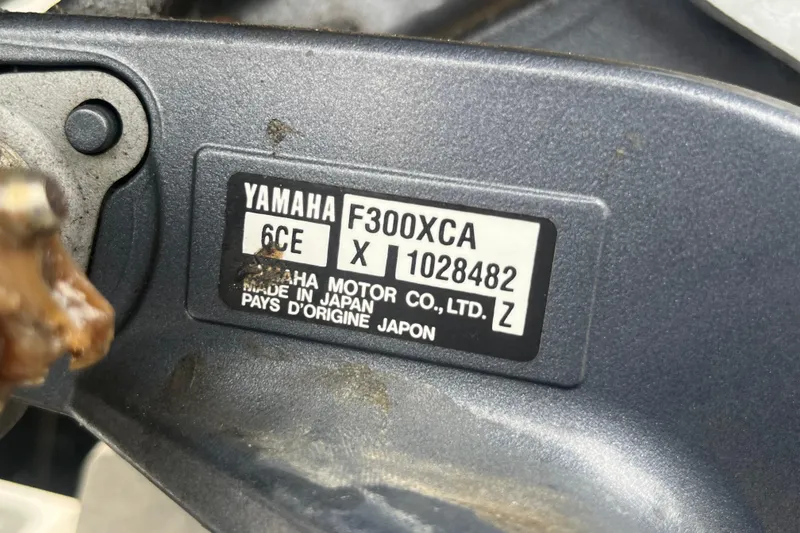 YAMAHA F300XCA
6CE X 1028482
YAMAHA MOTOR CO.,LTD. Z
MADE IN JAPAN
PAYS D'ORIGINE JAPON